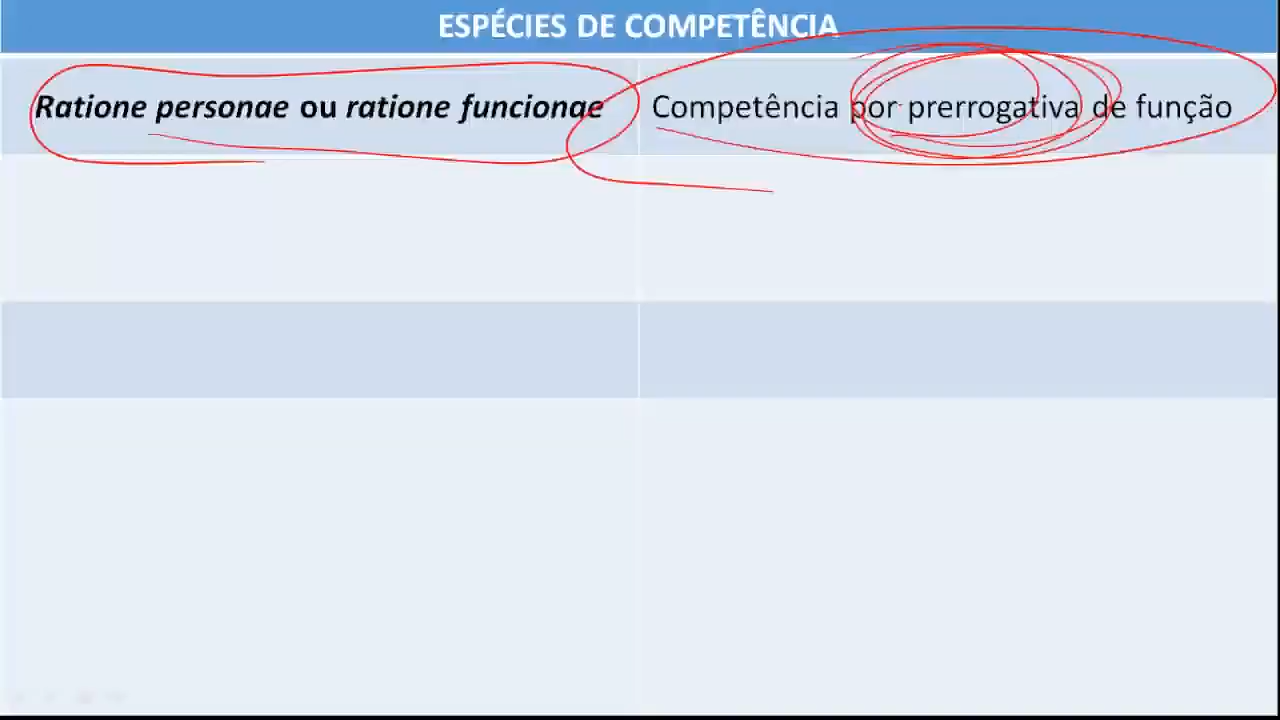 ESPÉCIES DE COMPETÊNCIA
Ratione personae ou ratione funcionae
Competência por prerrogativa de função